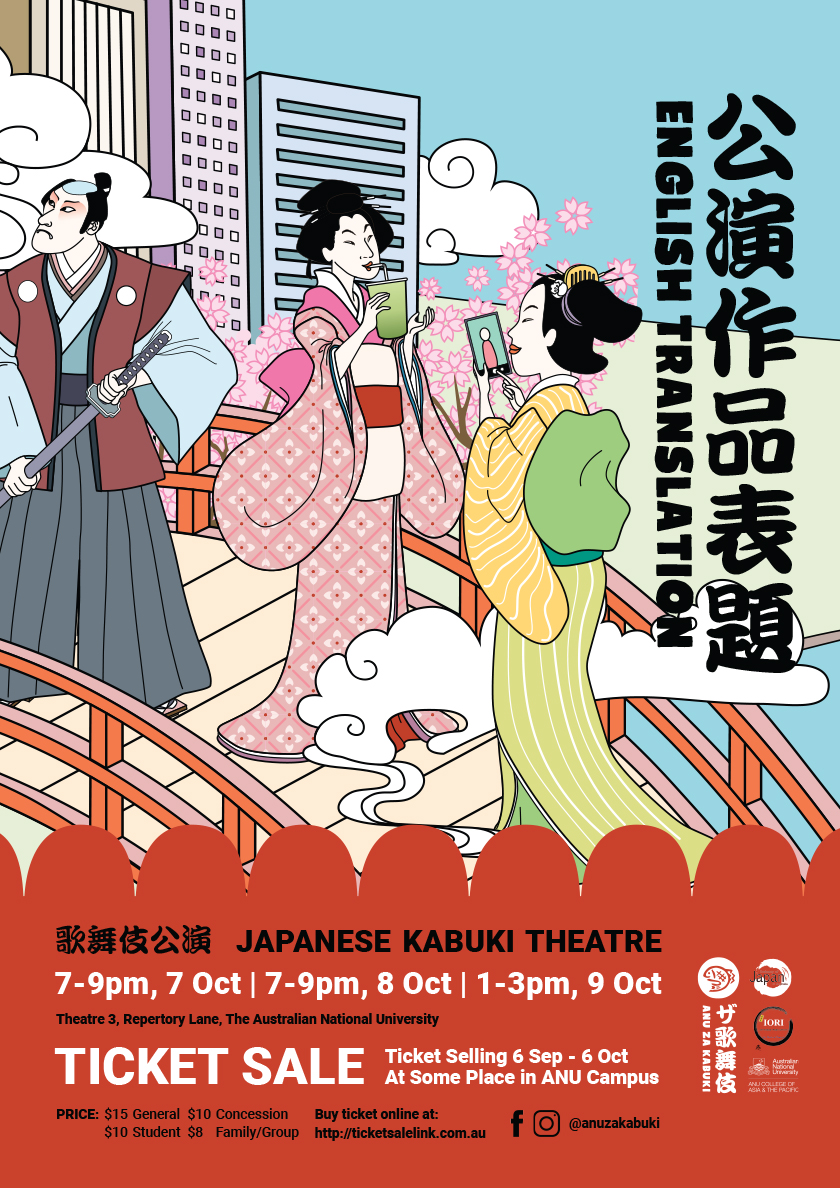 公演作品表題
ENGLISH TRANSLATION
歌舞伎公演 JAPANESE KABUKI THEATRE
7-9pm, 7 Oct | 7-9pm, 8 Oct | 1-3pm, 9 Oct
Theatre 3, Repertory Lane, The Australian National University
TICKET SALE
Ticket Selling 6 Sep - 6 Oct
At Some Place in ANU Campus
PRICE: $15 General $10 Concession
$10 Student $8 Family/Group
Buy ticket online at:
http://ticketsalelink.com.au
@anuzakabuki
ザ歌舞伎
ANU ZA KABUKI
Japan
IORI
Australian
National
University
ANU COLLEGE OF
ASIA & THE PACIFIC